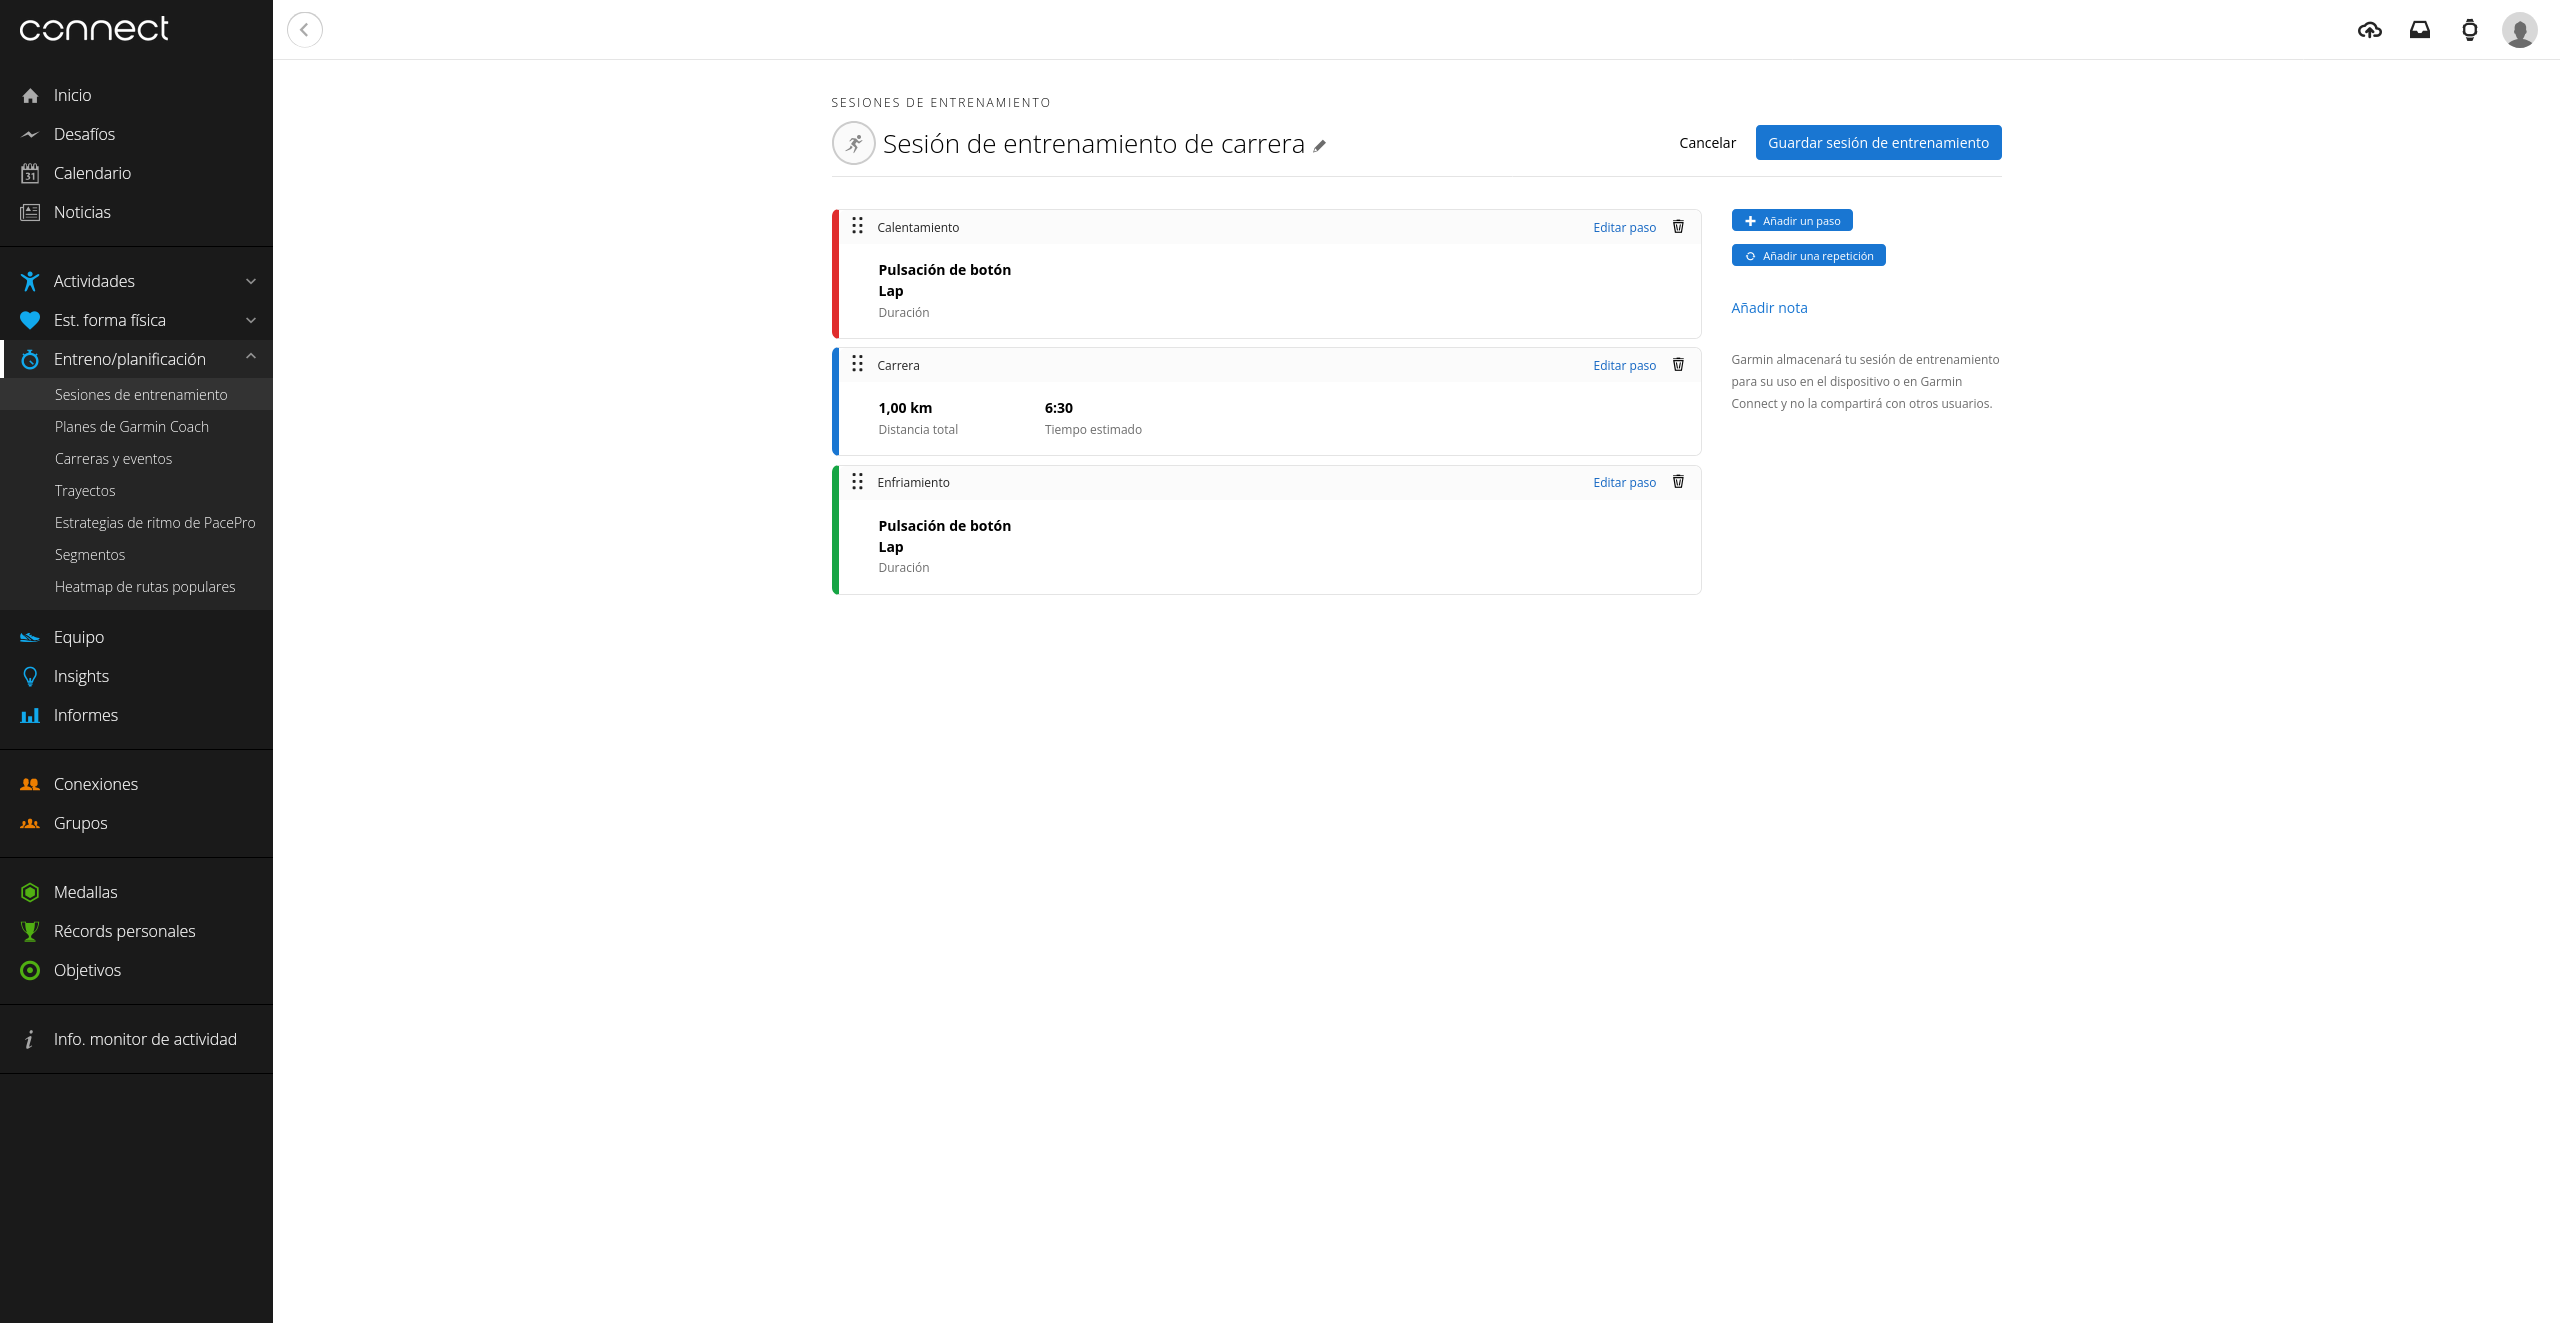 connect
Inicio
Desafíos
31
Calendario
Noticias
Actividades
Est. forma física
Entreno/planificación
Sesiones de entrenamiento
Planes de Garmin Coach
Carreras y eventos
Trayectos
Estrategias de ritmo de PacePro
Segmentos
Heatmap de rutas populares
Equipo
Insights
Informes
Conexiones
Grupos
Medallas
Récords personales
Objetivos
Info. monitor de actividad
SESIONES DE ENTRENAMIENTO
Sesión de entrenamiento de carrera
Cancelar
Guardar sesión de entrenamiento
Calentamiento
Editar paso
Pulsación de botón
Lap
Duración
Carrera
Editar paso
1,00 km
6:30
Distancia total
Tiempo estimado
Enfriamiento
Editar paso
Pulsación de botón
Lap
Duración
Añadir un paso
Añadir una repetición
Añadir nota
Garmin almacenará tu sesión de entrenamiento
para su uso en el dispositivo o en Garmin
Connect y no la compartirá con otros usuarios.